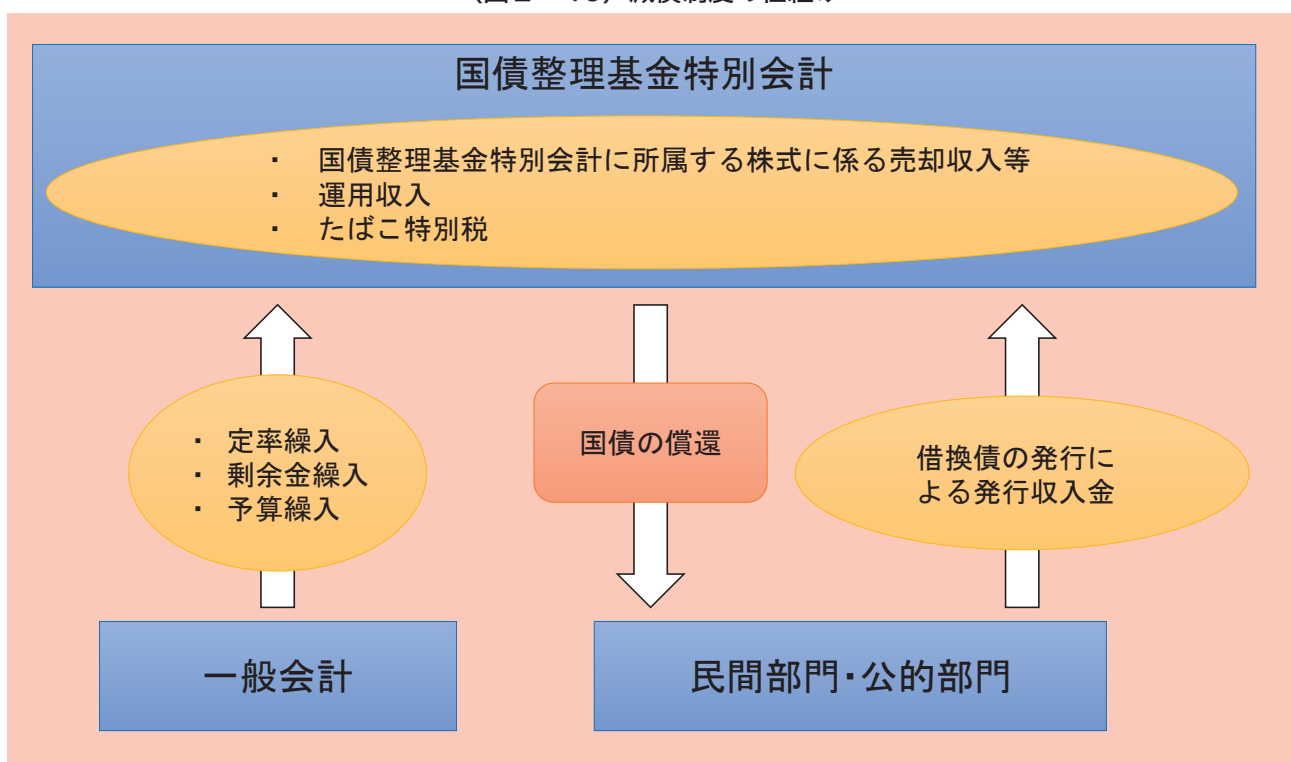 国債整理基金特別会計
・ 国債整理基金特別会計に所属する株式に係る売却収入等
・ 運用収入
・ たばこ特別税
・ 定率繰入
・ 剰余金繰入
・ 予算繰入
国債の償還
借換債の発行に
よる発行収入金
一般会計
民間部門・公的部門